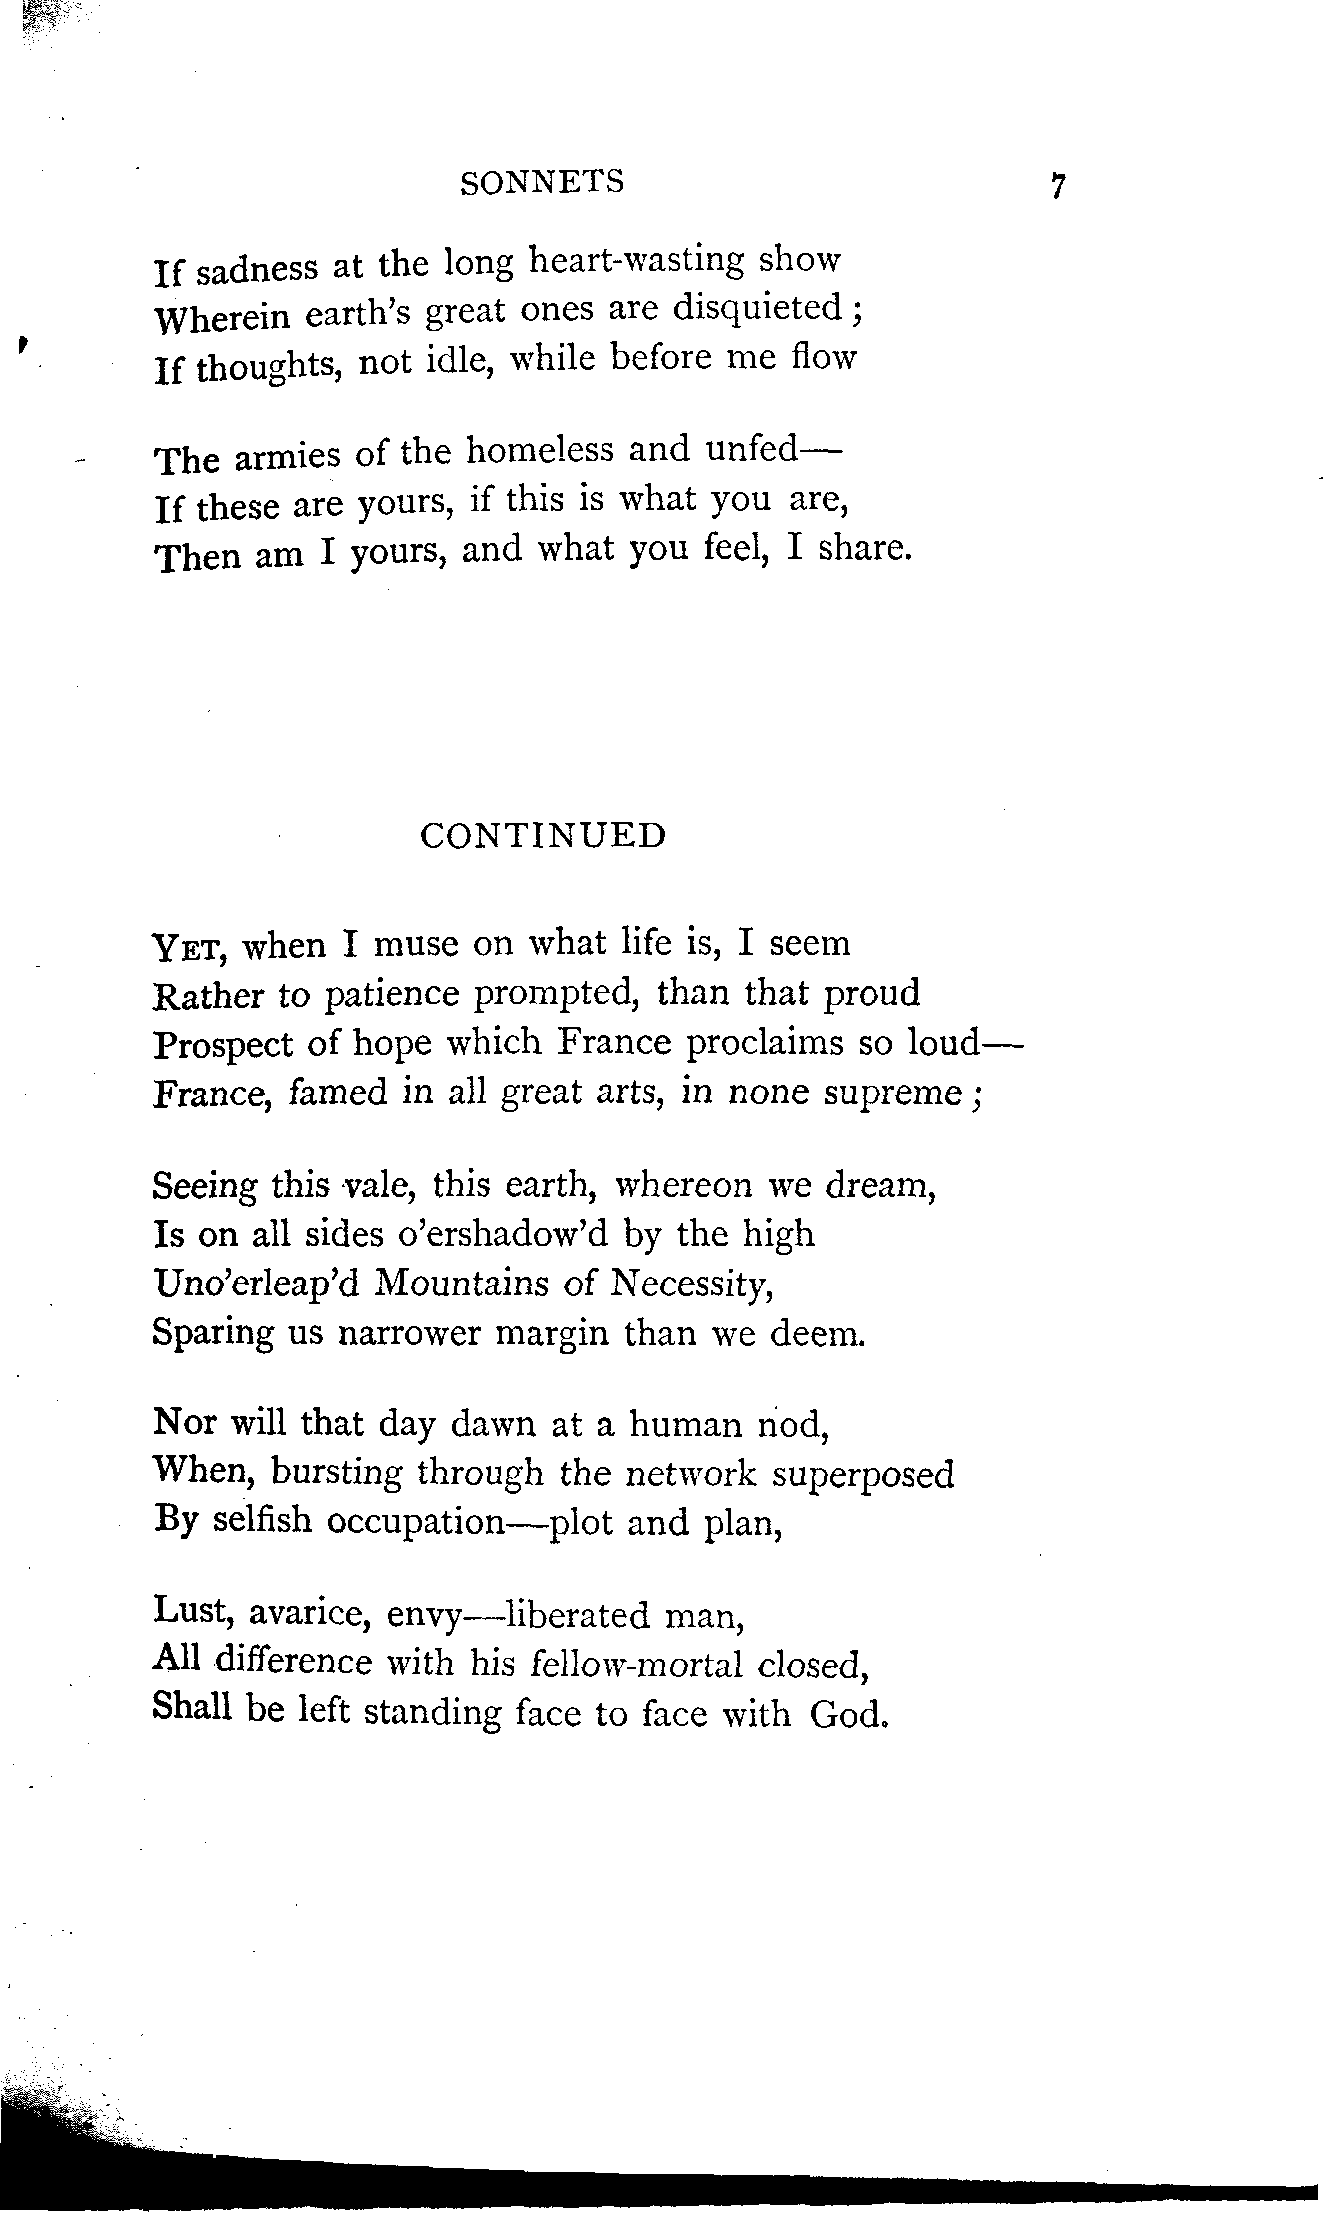 SONNETS 7
If sadness at the long heart-wasting show
Wherein earth's great ones are disquieted;
If thoughts, not idle, while before me flow
The armies of the homeless and unfed—
If these are yours, if this is what you are,
Then am I yours, and what you feel, I share.
CONTINUED
YET, when I muse on what life is, I seem
Rather to patience prompted, than that proud
Prospect of hope which France proclaims so loud—
France, famed in all great arts, in none supreme;
Seeing this vale, this earth, whereon we dream,
Is on all sides o'ershadow'd by the high
Uno'erleap'd Mountains of Necessity,
Sparing us narrower margin than we deem.
Nor will that day dawn at a human nod,
When, bursting through the network superposed
By selfish occupation—plot and plan,
Lust, avarice, envy—liberated man,
All difference with his fellow-mortal closed,
Shall be left standing face to face with God.